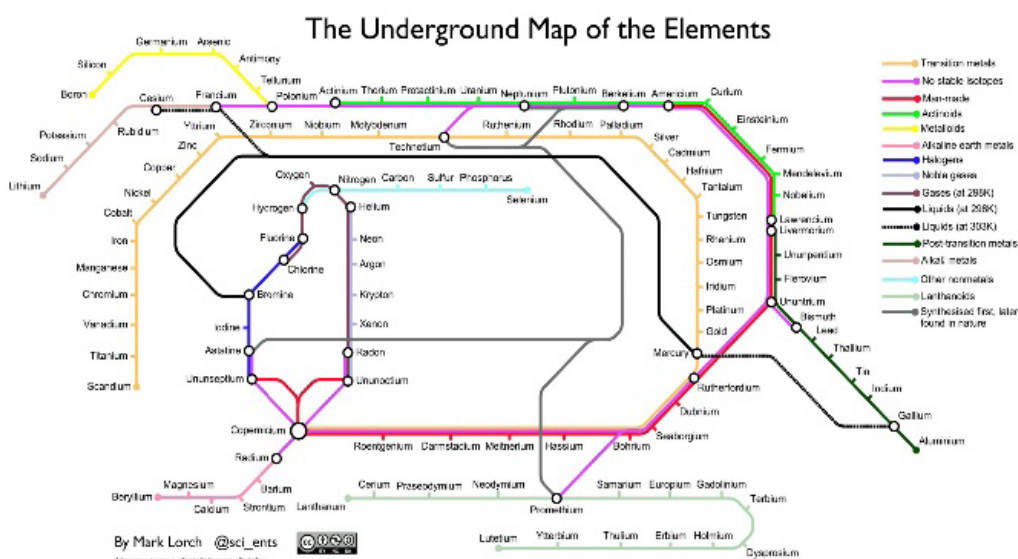 The Underground Map of the Elements
Germanium
Arsenic
Silicon
Antimony
Boron
Tellurium
Cesium
Francium
Polonium
Actinium
Thorium
Protactinium
Uranium
Neptunium
Plutonium
Berkelium
Americium
Curium
Potassium
Rubidium
Sodium
Lithium
Yttrium
Zirconium
Niobium
Molybdenum
Technetium
Ruthenium
Rhodium
Palladium
Silver
Einsteinium
Zinc
Cadmium
Fermium
Copper
Hafnium
Nickel
Tantalum
Mendelevium
Cobalt
Nobelium
Iron
Tungsten
Lawrencium
Manganese
Rhenium
Livermorium
Chromium
Osmium
Ununpentium
Vanadium
Iridium
Flerovium
Titanium
Platinum
Ununtrium
Scandium
Gold
Bismuth
Mercury
Lead
Oxygen
Nitrogen
Carbon
Sulfur
Phosphorus
Selenium
Hydrogen
Helium
Fluorine
Neon
Chlorine
Argon
Bromine
Krypton
Iodine
Xenon
Astatine
Radon
Ununseptium
Ununoctium
Thallium
Tin
Indium
Gallium
Aluminium
Rutherfordium
Dubnium
Seaborgium
Copernicium
Roentgenium
Darmstacium
Meitnerium
Hassium
Bohrium
Radium
Barium
Strontium
Magnesium
Calcium
Beryllium
Lanthanum
Cerium
Praseodymium
Neodymium
Promethium
Samarium
Europium
Gadolinium
Terbium
Dysprosium
Holmium
Erbium
Thulium
Ytterbium
Lutetium
Transition metals
No stable isotopes
Man-made
Actinoids
Metalloids
Alkaline earth metals
Halogens
Noble gases
Gases (at 298K)
Liquids (at 298K)
Liquids (at 303K)
Post-transition metals
Alkali metals
Other nonmetals
Lanthanoids
Synthesised first, later
found in nature
By Mark Lorch @sci_ents